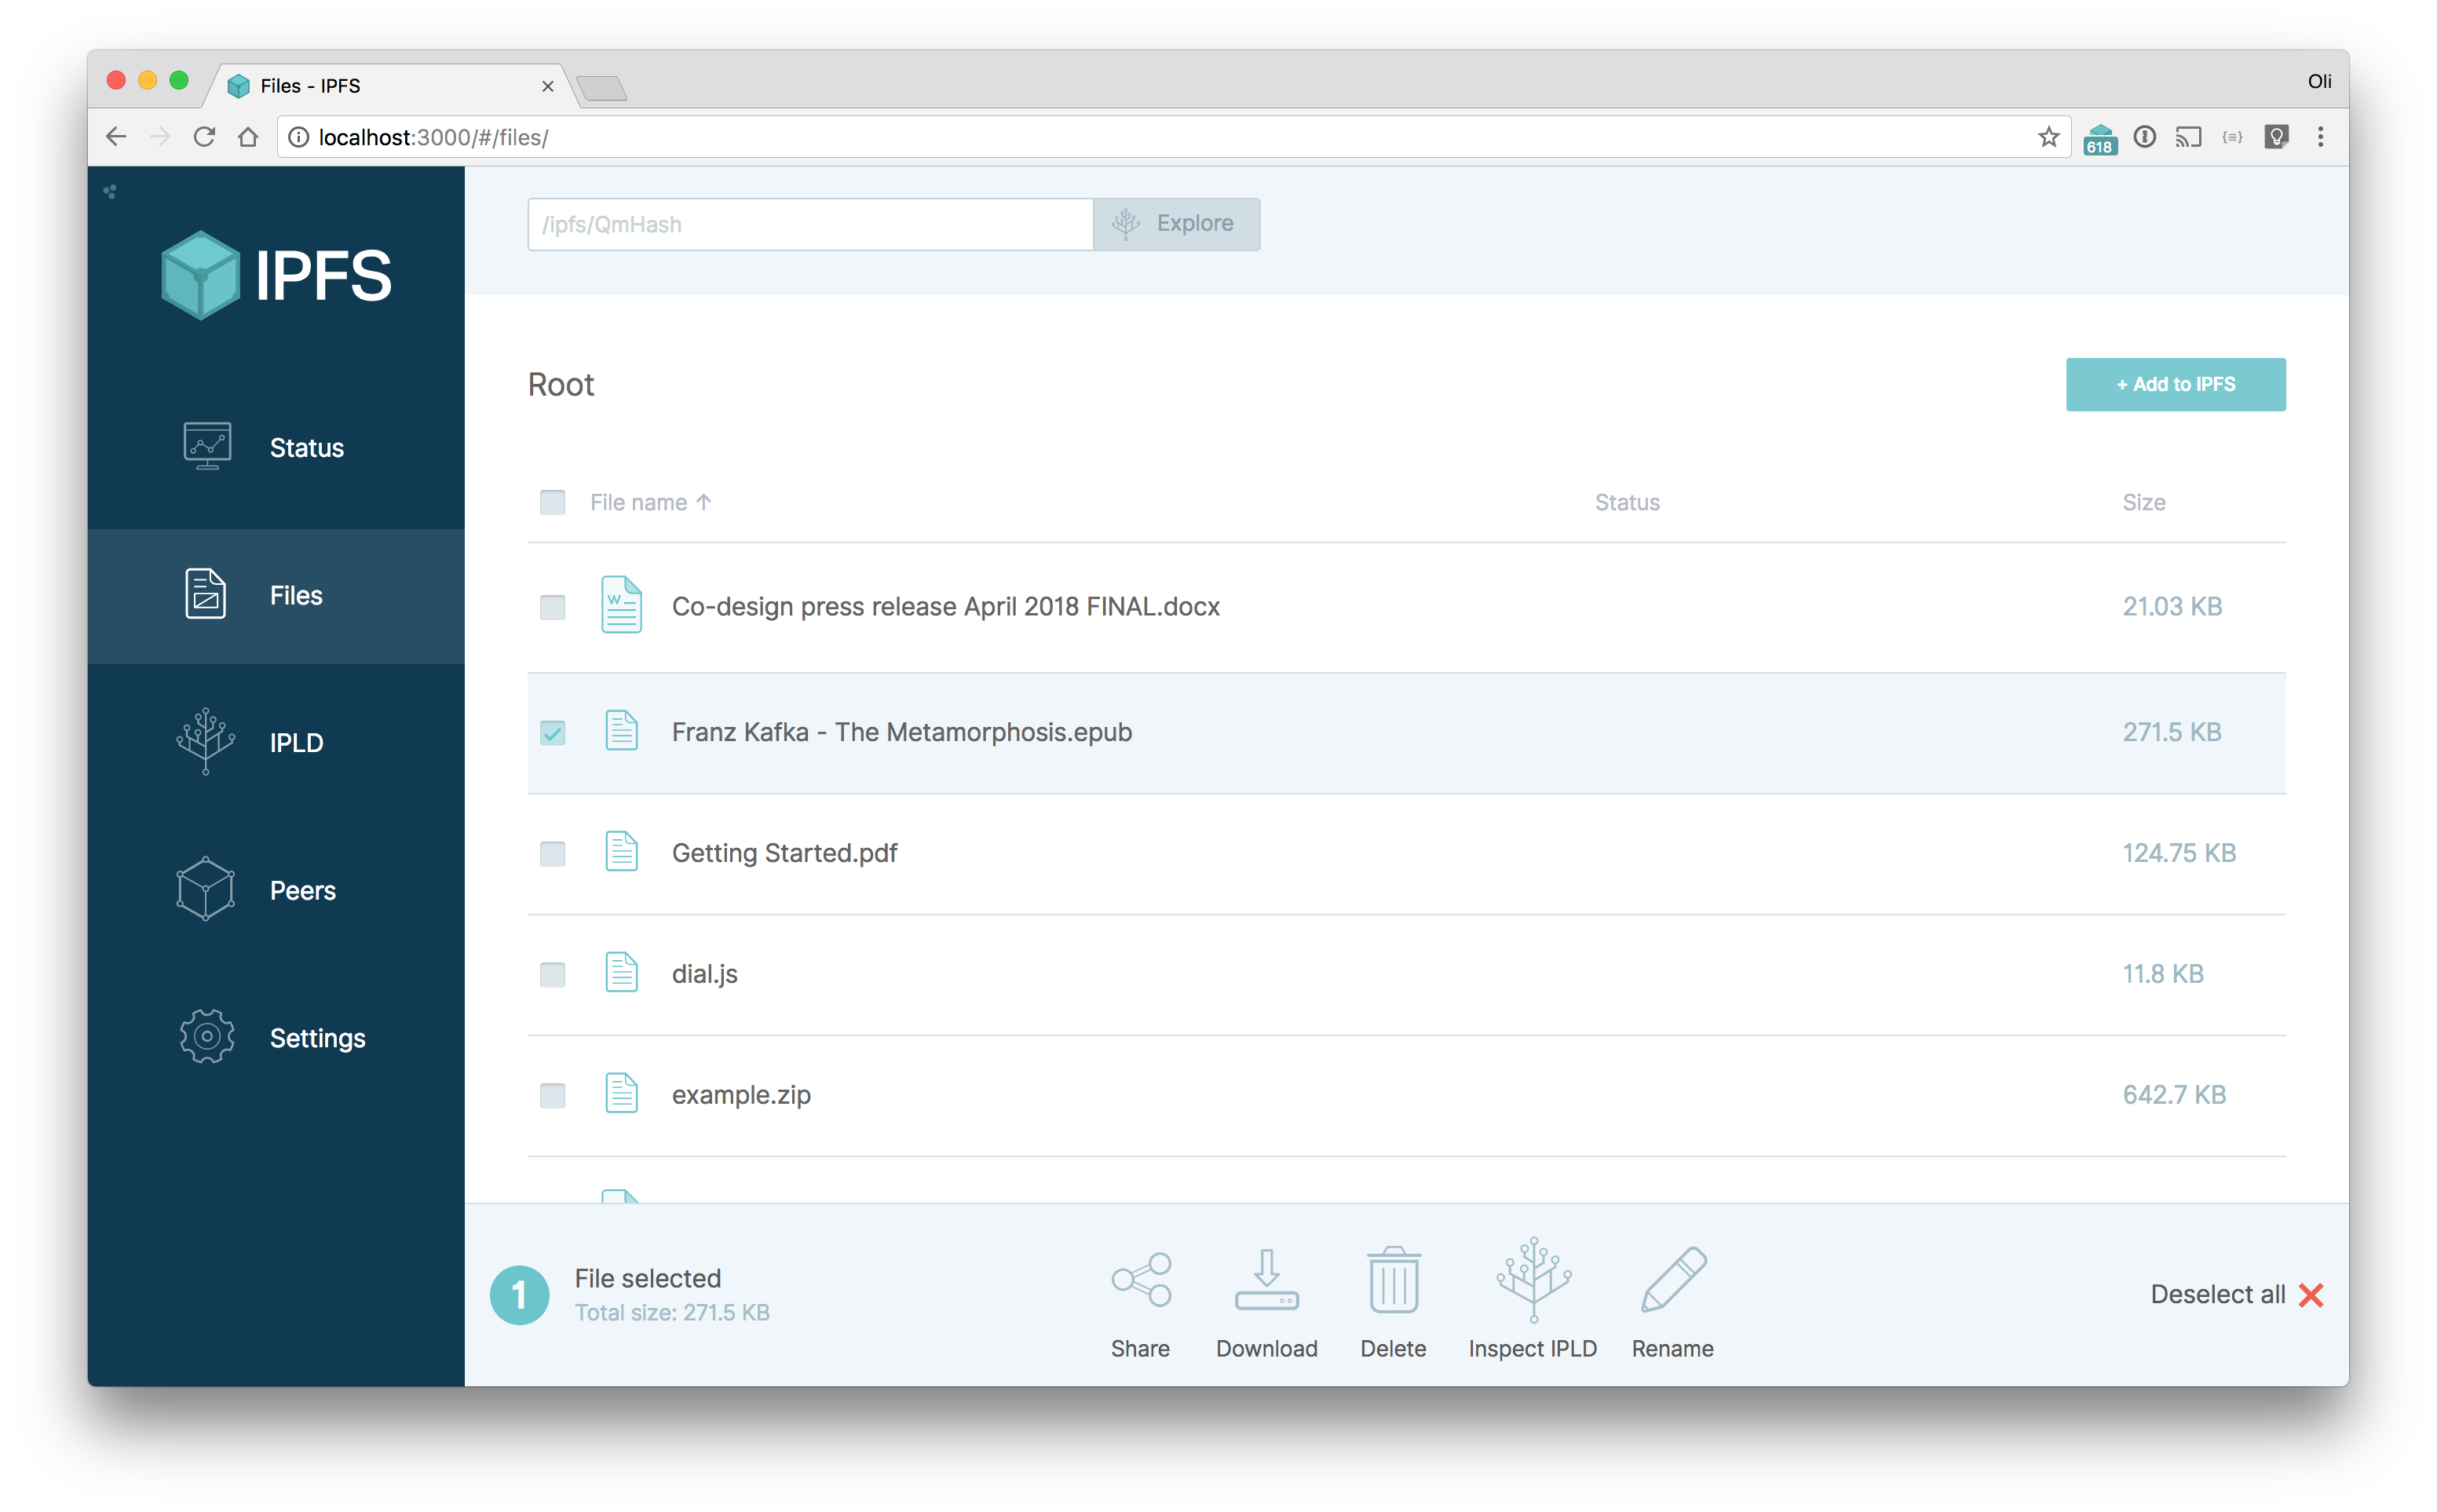 Files - IPFS
Oli
localhost:3000/#/files/
618
IPFS
/ipfs/QmHash
Explore
Root
+ Add to IPFS
Status
Files
IPLD
Peers
Settings
File name ↑ Status Size
W
Co-design press release April 2018 FINAL.docx 21.03 KB
Franz Kafka - The Metamorphosis.epub 271.5 KB
Getting Started.pdf 124.75 KB
dial.js 11.8 KB
example.zip 642.7 KB
1
File selected
Total size: 271.5 KB
Share Download Delete Inspect IPLD Rename
Deselect all